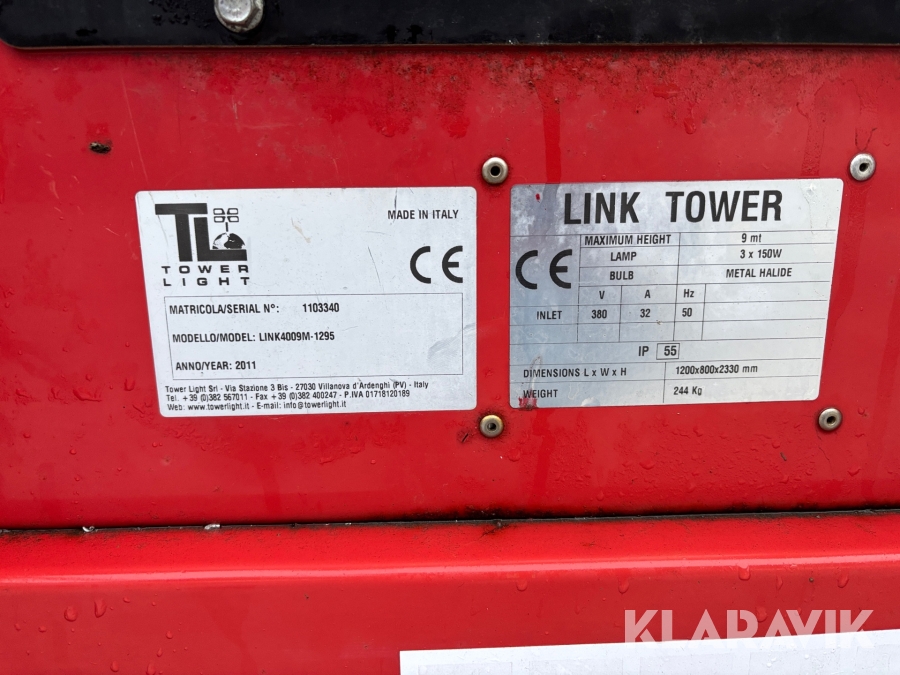 TL
TOWER
LIGHT
MADE IN ITALY
CE
MATRICOLA/SERIAL N°: 1103340
MODELLO/MODEL: LINK4009M-1295
ANNO/YEAR: 2011
Tower Light Srl - Via Stazione 3 Bis - 27030 Villanova d'Ardenghi (PV) - Italy
Tel. +39 (0)382 567011 - Fax +39 (0)382 400247 - P.IVA 01718120189
Web: www.towerlight.it - E-mail: info@towerlight.it
LINK TOWER
CE
MAXIMUM HEIGHT 9 mt
LAMP 3 x 150W
BULB METAL HALIDE
V A Hz
INLET 380 32 50
IP 55
DIMENSIONS L x W x H 1200x800x2330 mm
WEIGHT 244 Kg
KLARAVIK